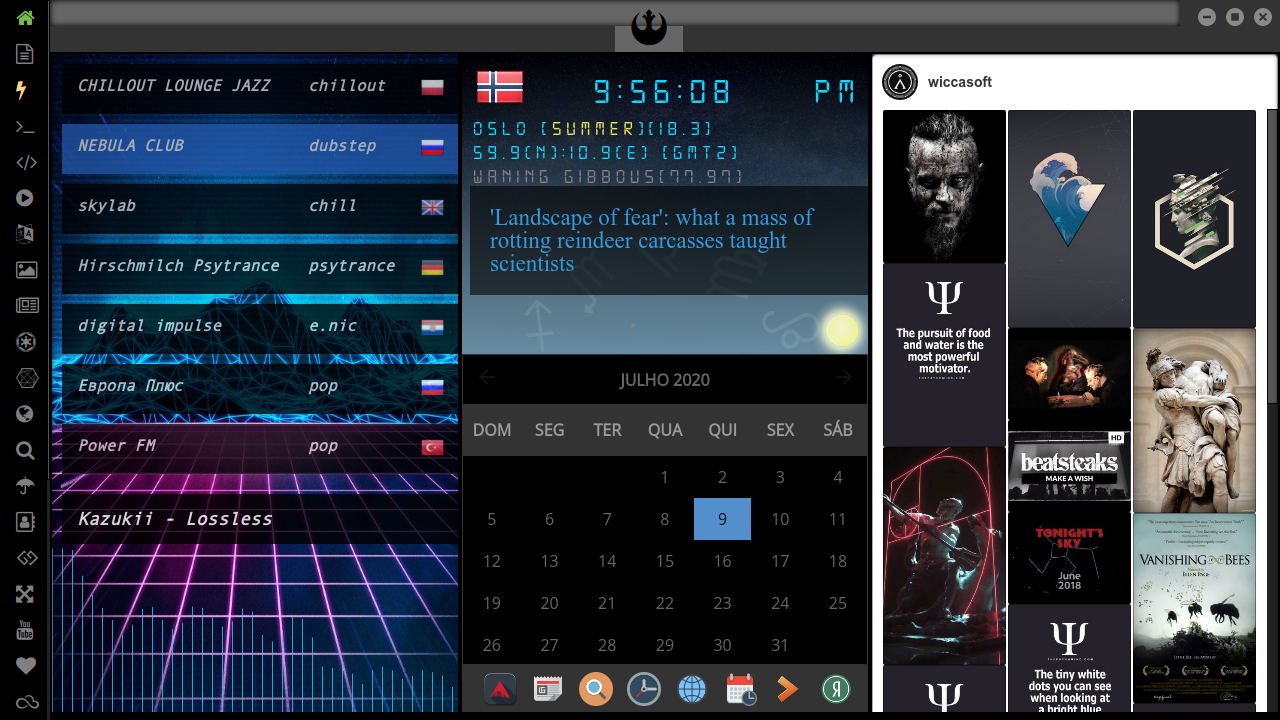 CHILLOUT LOUNGE JAZZ chillout
NEBULA CLUB dubstep
skylab chill
Hirschmilch Psytrance psytrance
digital impulse e.nic
Европа Плюс pop
Power FM pop
Kazukii - Lossless
9:56:08 PM
OSLO [SUMMER][18.3]
59.9(N):10.9(E) [GMT2]
WANING GIBBOUS[77.97]
'Landscape of fear': what a mass of
rotting reindeer carcasses taught
scientists
JULHO 2020
DOM SEG TER QUA QUI SEX SÁB
1 2 3 4
5 6 7 8 9 10 11
12 13 14 15 16 17 18
19 20 21 22 23 24 25
26 27 28 29 30 31
Я
You
Tube
wiccasoft
Ψ
The pursuit of food
and water is the
most powerful
motivator.
HD
beatsteaks
MAKE A WISH
TONIGHT'S
SKY
June
2018
Ψ
The tiny white
dots you can see
when looking at
a bright blue
Ψ
VANISHING OF THE BEES
ELLEN PAGE